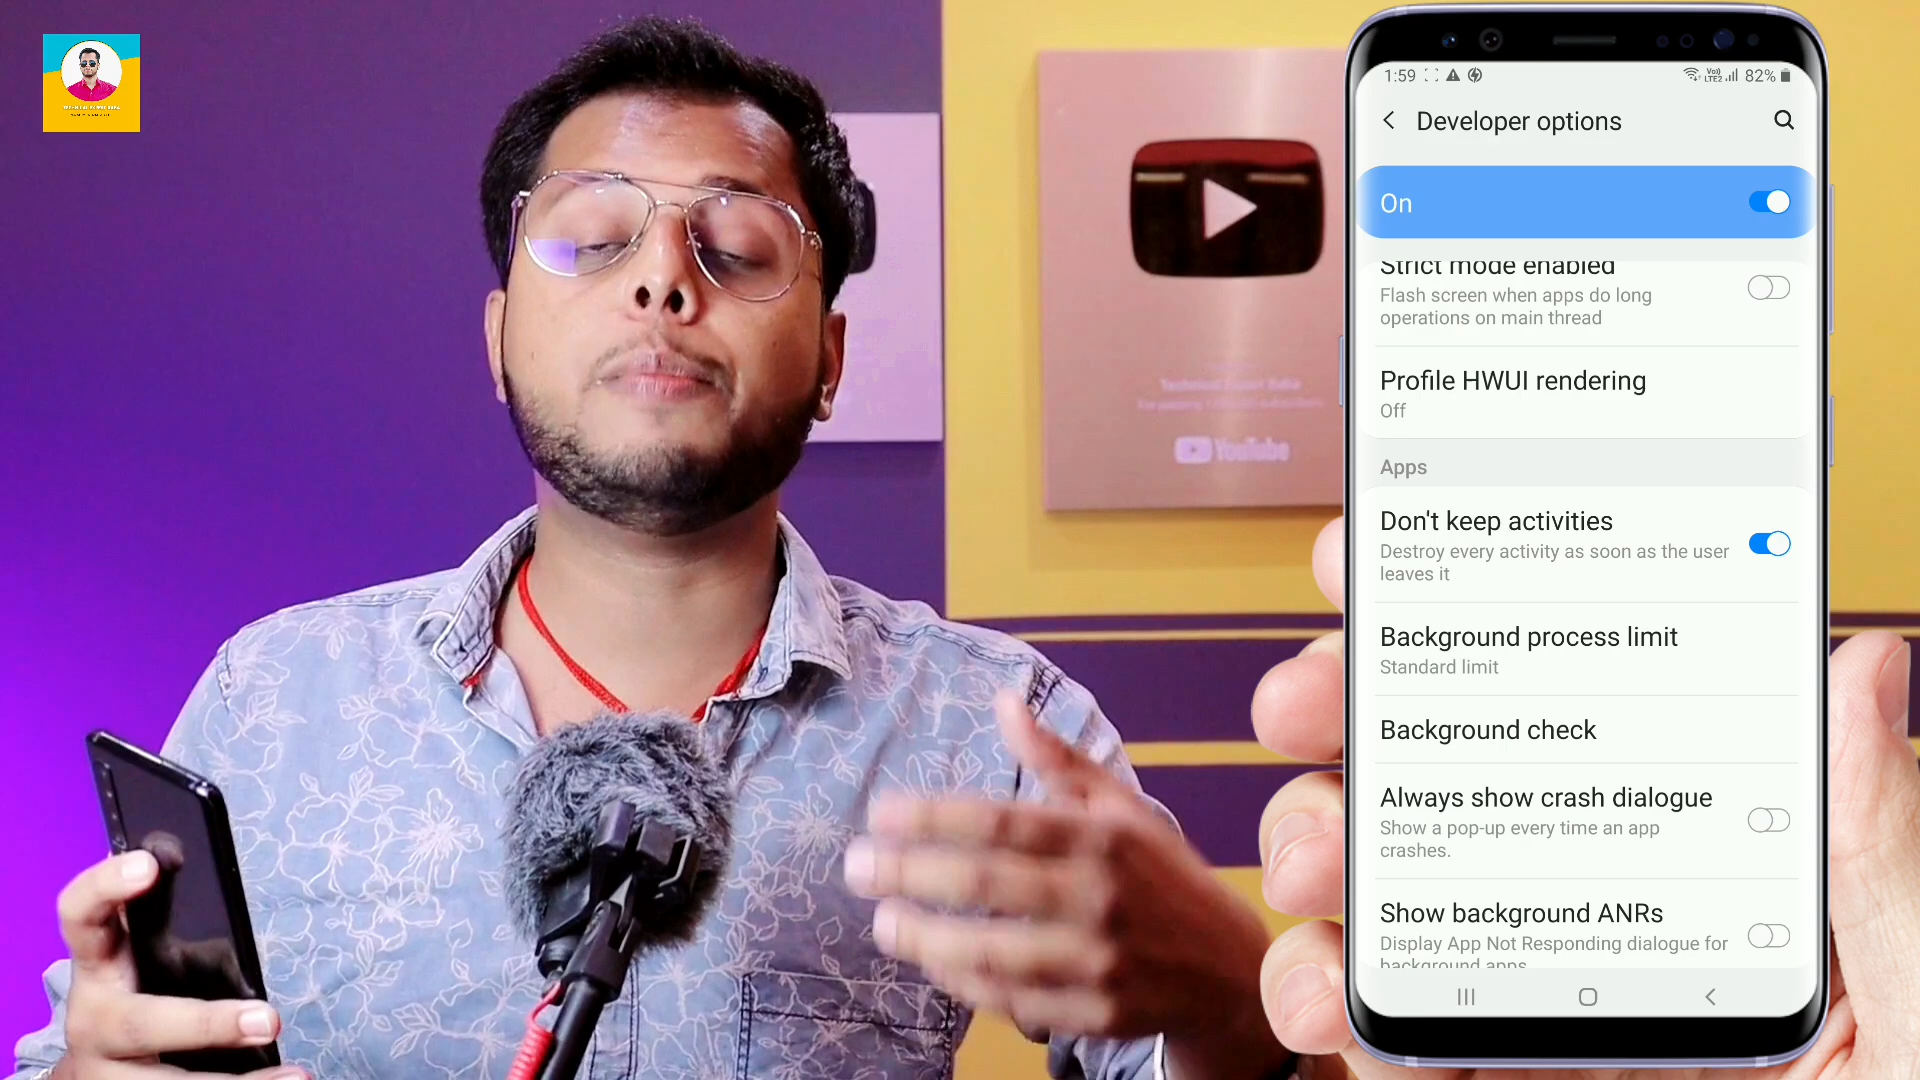 1:59
Vo)) LTE2 82%
Developer options
On
Strict mode enabled
Flash screen when apps do long
operations on main thread
Profile HWUI rendering
Off
Apps
Don't keep activities
Destroy every activity as soon as the user
leaves it
Background process limit
Standard limit
Background check
Always show crash dialogue
Show a pop-up every time an app
crashes.
Show background ANRs
Display App Not Responding dialogue for
background apps
YouTube